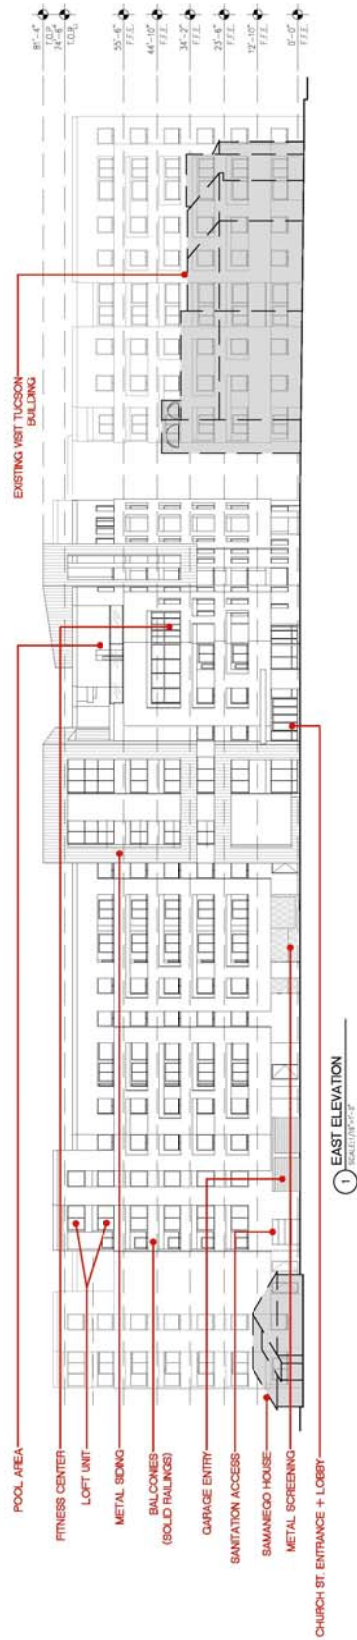 POOL AREA
FITNESS CENTER
LOFT UNIT
METAL SIDING
BALCONIES
(SOLID RAILINGS)
GARAGE ENTRY
SANITATION ACCESS
SAMANIEGO HOUSE
METAL SCREENING
CHURCH ST. ENTRANCE + LOBBY
EXISTING VISIT TUCSON
BUILDING
81'-4"
74'-6"
55'-6"
F.F.E.
44'-10"
F.F.E.
34'-2"
F.F.E.
23'-6"
F.F.E.
12'-10"
F.F.E.
0'-0"
F.F.E.
1 EAST ELEVATION